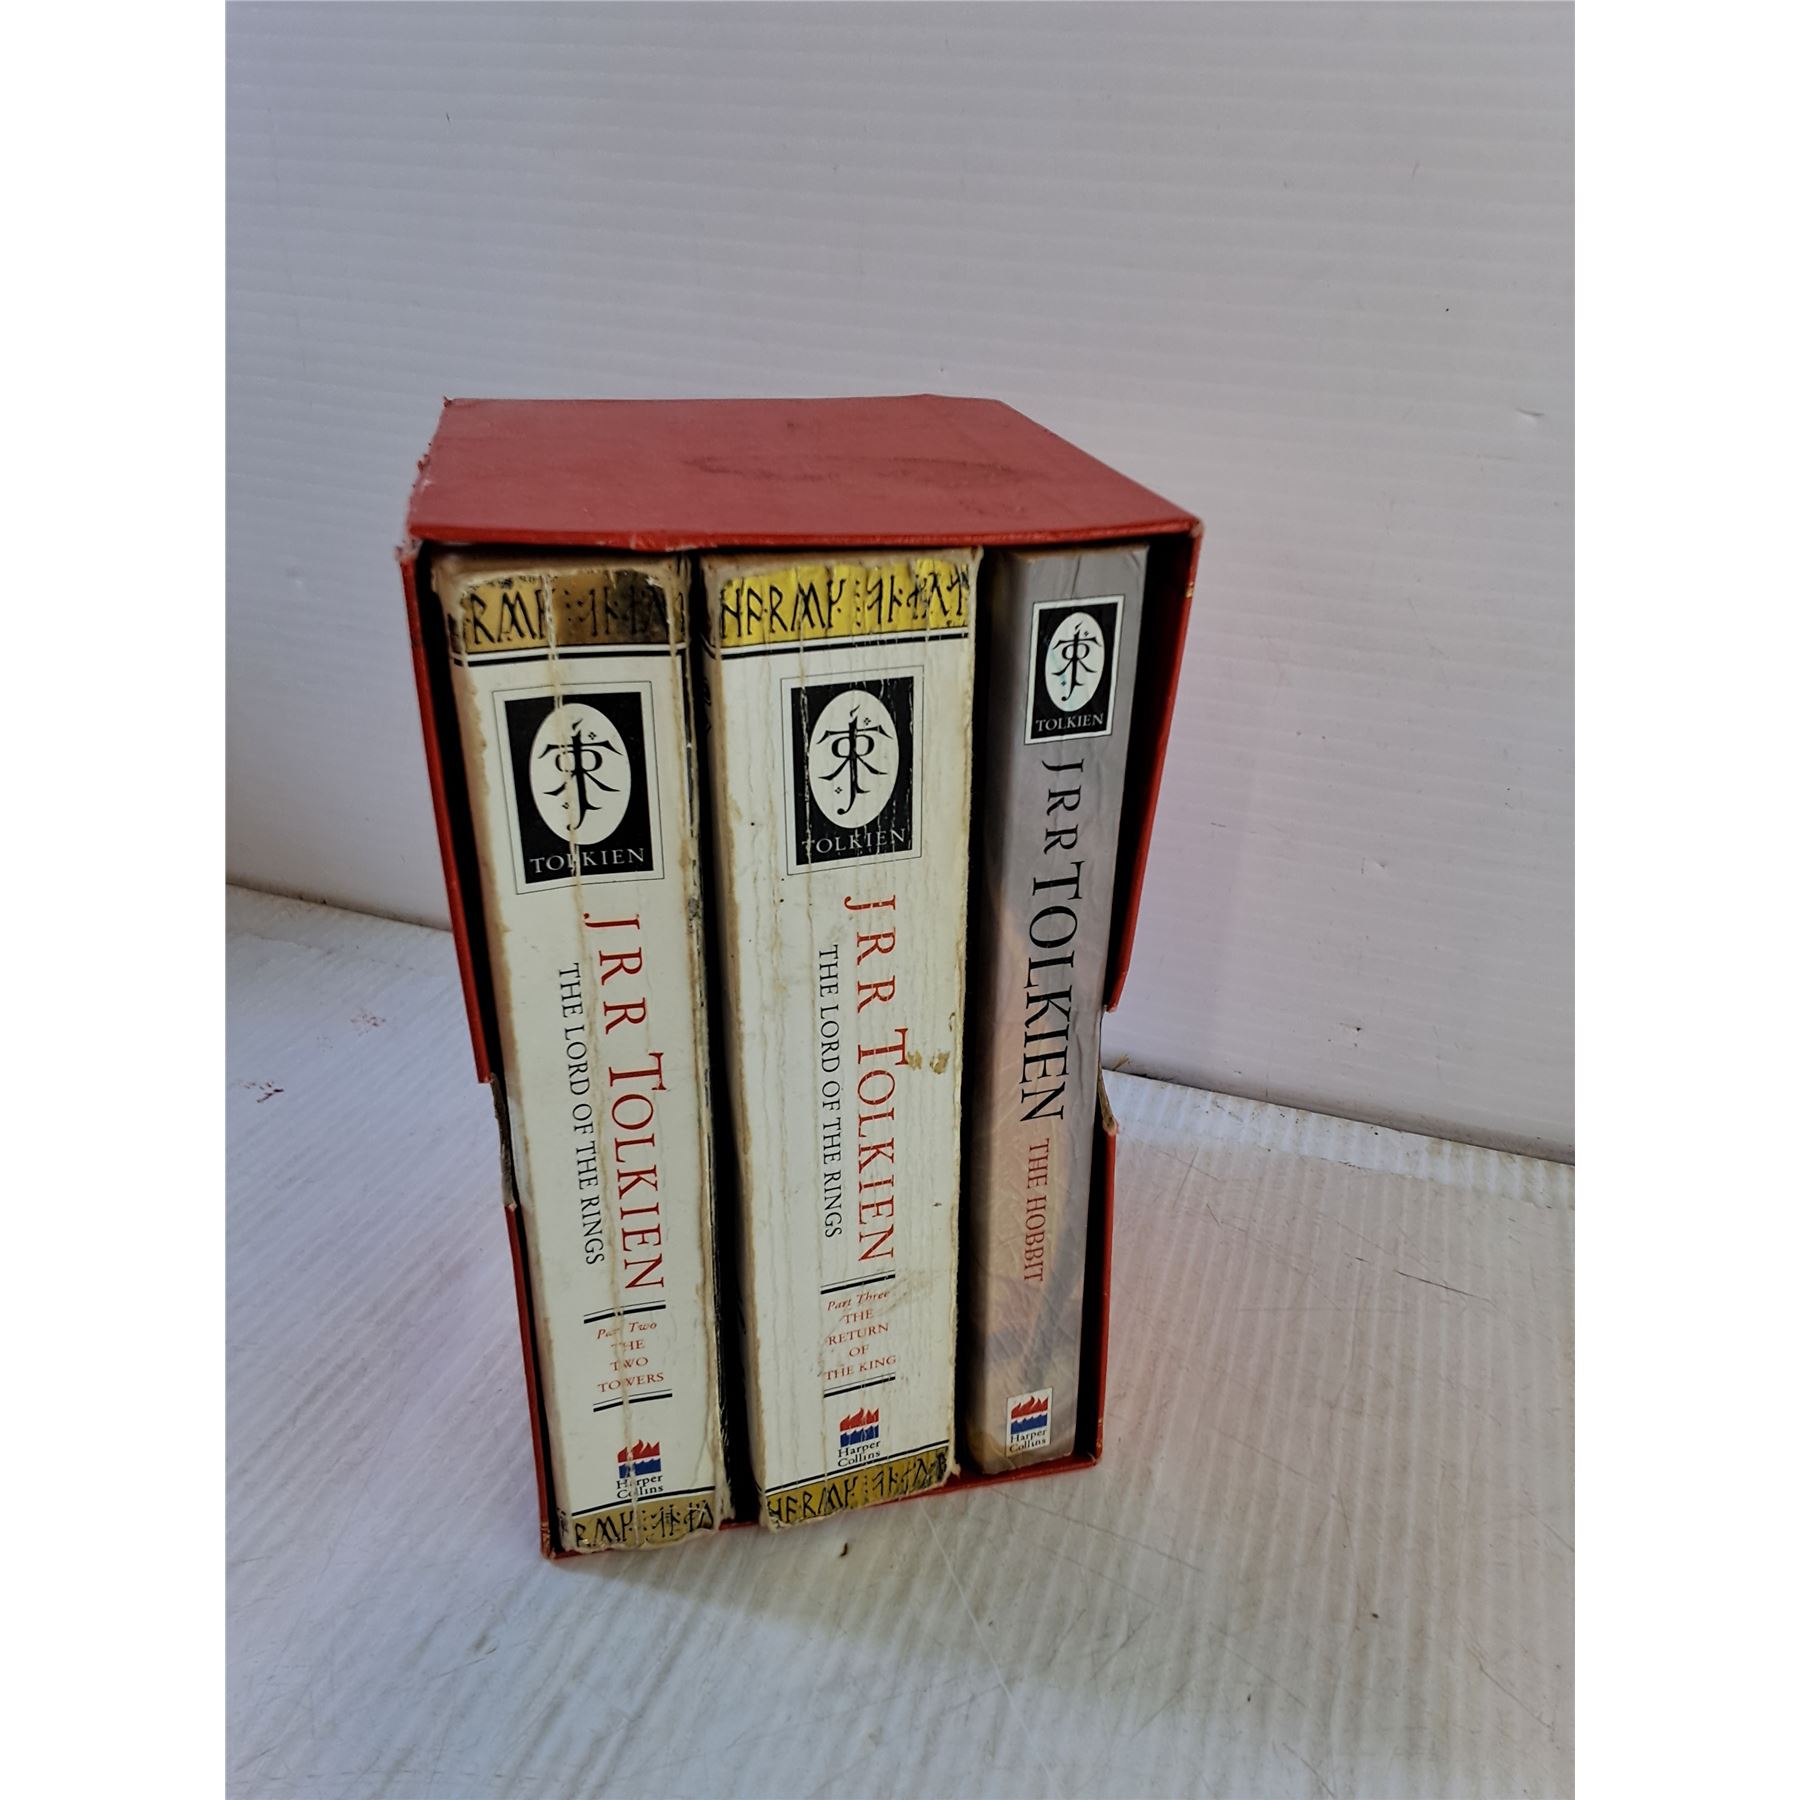 TOLKIEN
J R R TOLKIEN
THE LORD OF THE RINGS
Part Two
THE
TWO
TOWERS
Harper
Collins
TOLKIEN
J R R TOLKIEN
THE LORD OF THE RINGS
Part Three
THE
RETURN
OF
THE KING
Harper
Collins
TOLKIEN
J R R TOLKIEN THE HOBBIT
Harper
Collins